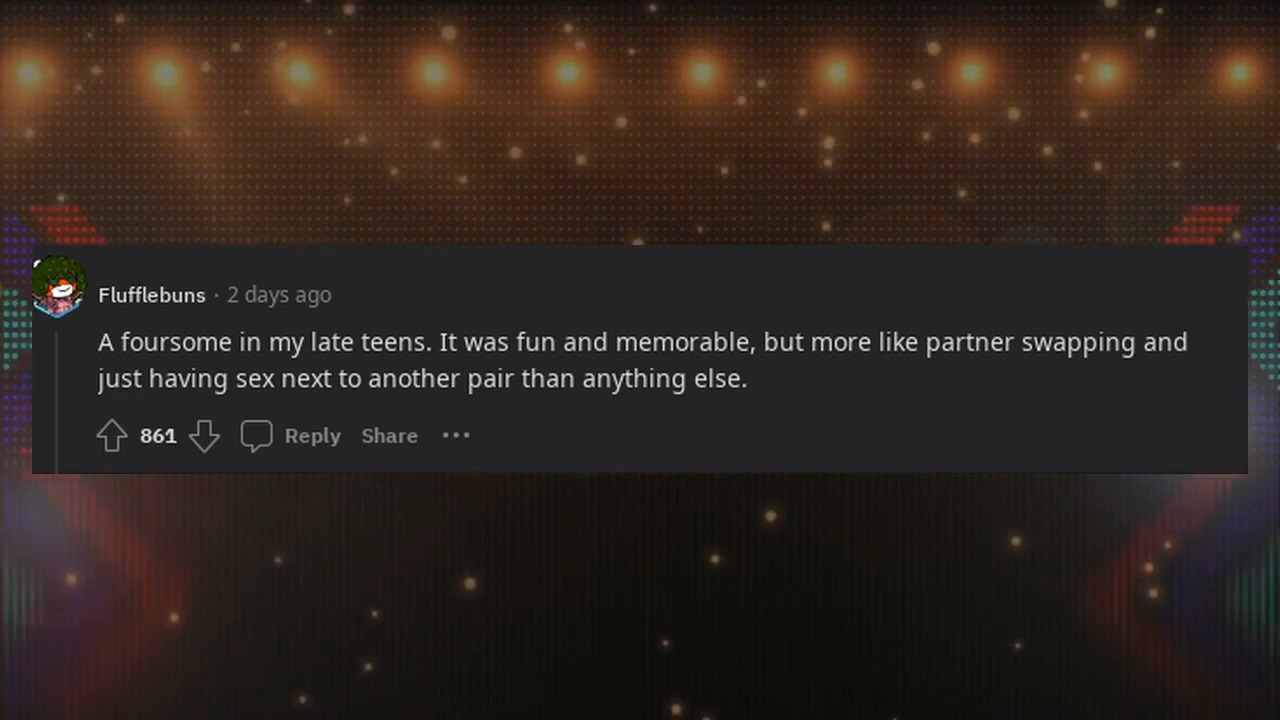 Flufflebuns · 2 days ago
A foursome in my late teens. It was fun and memorable, but more like partner swapping and
just having sex next to another pair than anything else.
861 Reply Share ···